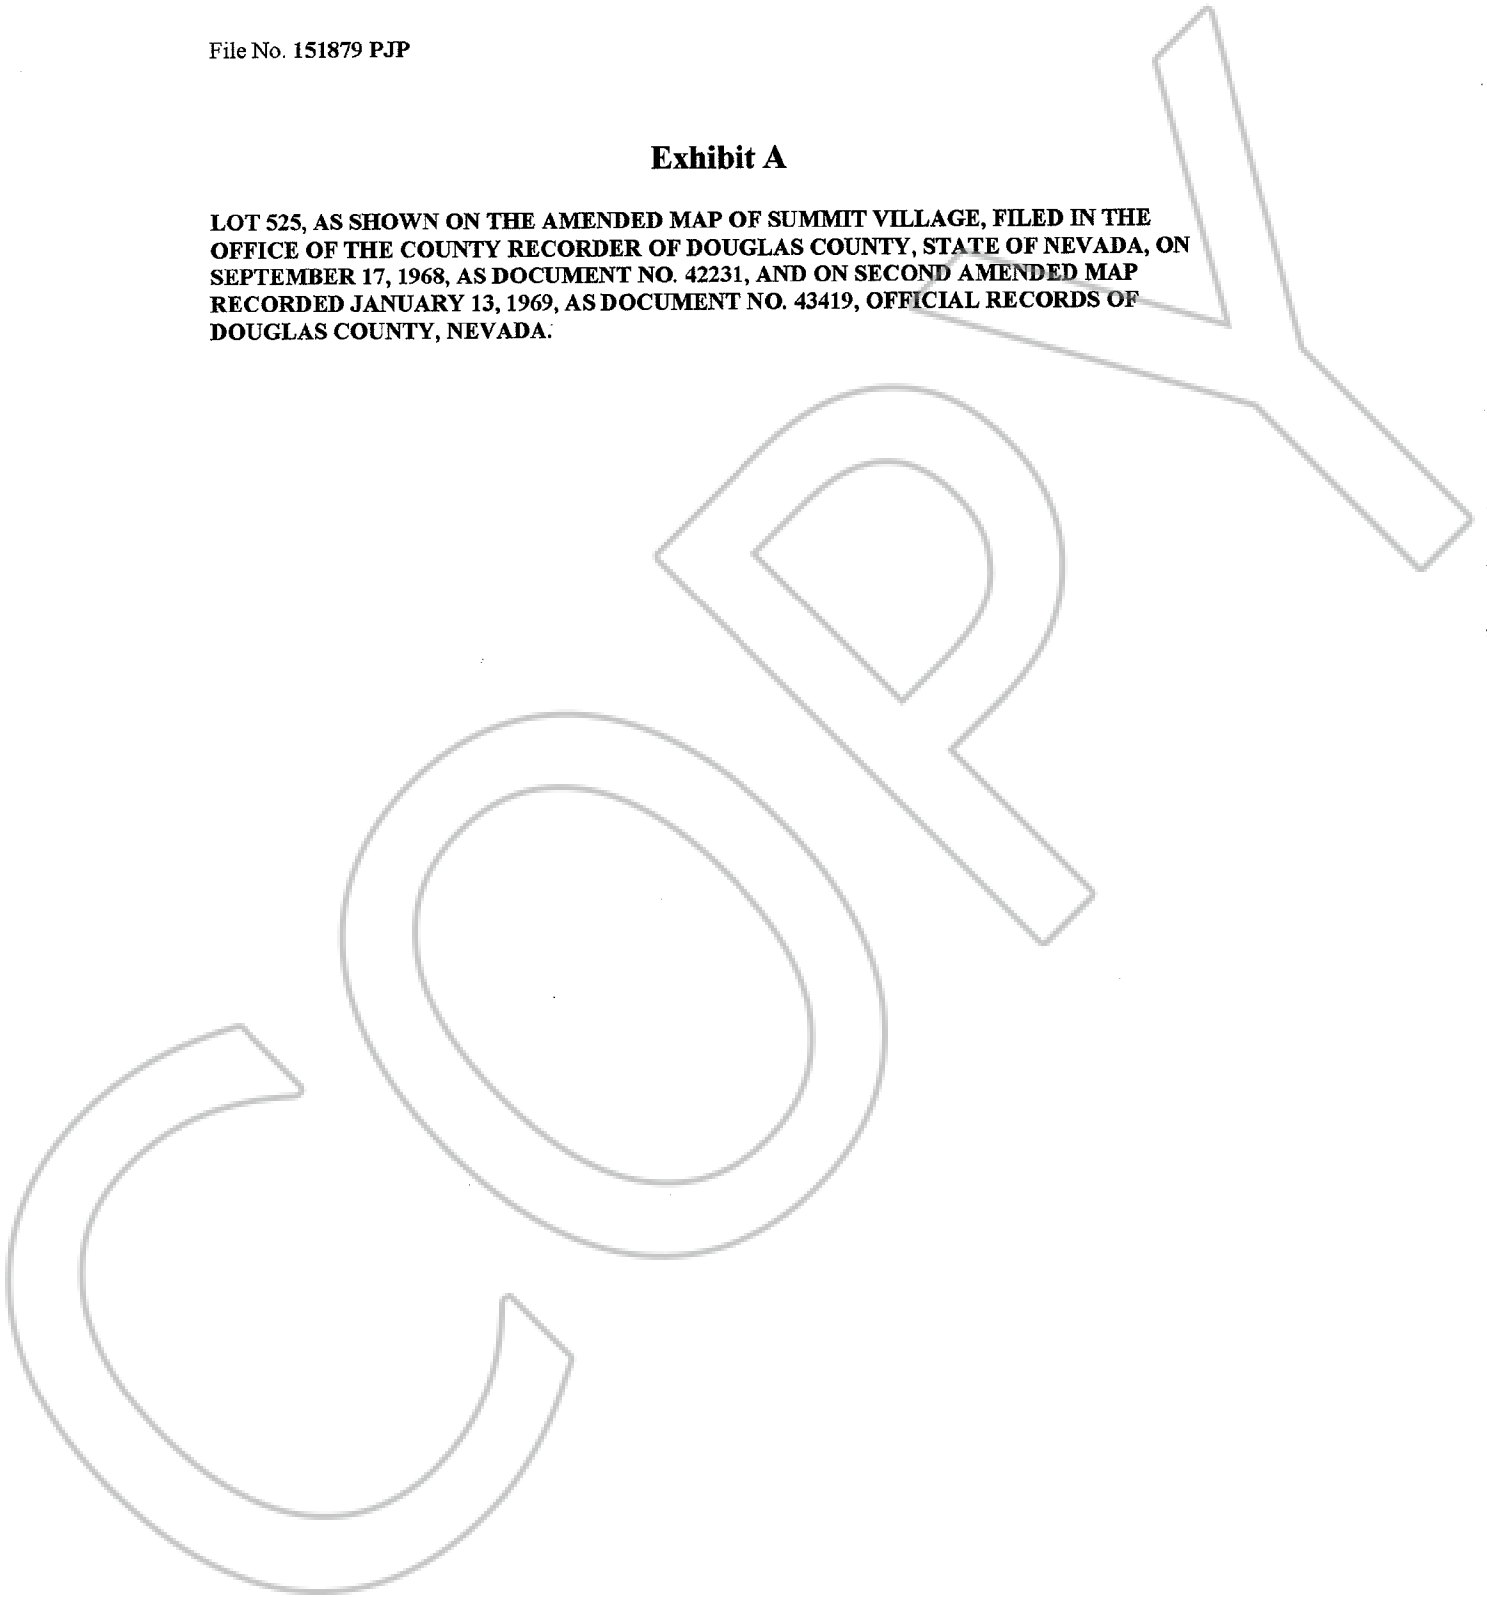 File No. 151879 PJP
Exhibit A
LOT 525, AS SHOWN ON THE AMENDED MAP OF SUMMIT VILLAGE, FILED IN THE
OFFICE OF THE COUNTY RECORDER OF DOUGLAS COUNTY, STATE OF NEVADA, ON
SEPTEMBER 17, 1968, AS DOCUMENT NO. 42231, AND ON SECOND AMENDED MAP
RECORDED JANUARY 13, 1969, AS DOCUMENT NO. 43419, OFFICIAL RECORDS OF
DOUGLAS COUNTY, NEVADA.
COPY